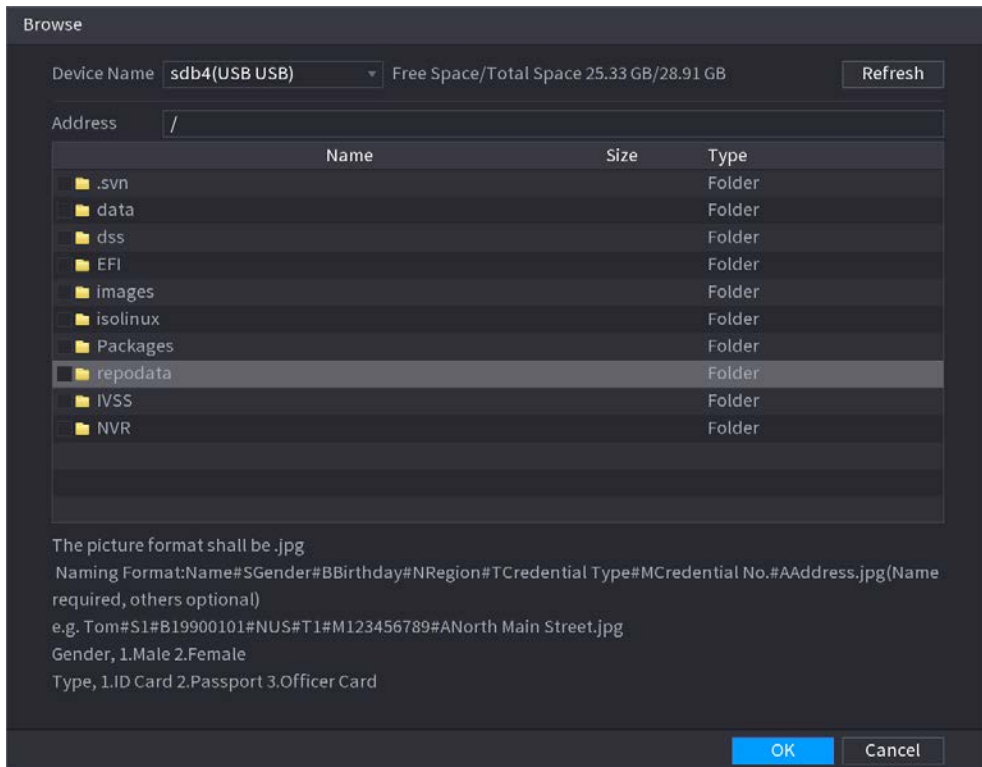 Browse
Device Name sdb4(USB USB) Free Space/Total Space 25.33 GB/28.91 GB Refresh
Address /
Name Size Type
.svn Folder
data Folder
dss Folder
EFI Folder
images Folder
isolinux Folder
Packages Folder
repodata Folder
IVSS Folder
NVR Folder
The picture format shall be .jpg
Naming Format:Name#SGender#BBirthday#NRegion#TCredential Type#MCredential No.#AAddress.jpg(Name
required, others optional)
e.g. Tom#S1#B19900101#NUS#T1#M123456789#ANorth Main Street.jpg
Gender, 1.Male 2.Female
Type, 1.ID Card 2.Passport 3.Officer Card
OK Cancel